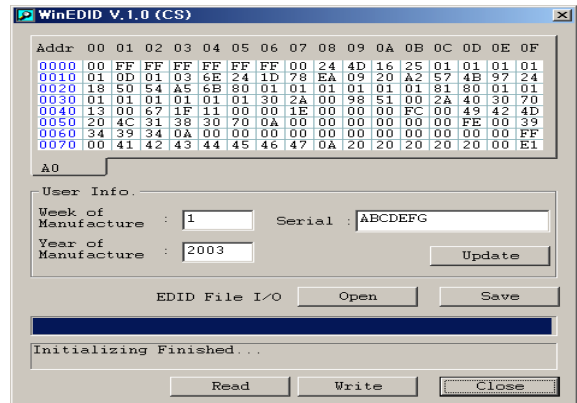 WinEDID V.1.0 (CS)
Addr 00 01 02 03 04 05 06 07 08 09 0A 0B 0C 0D 0E 0F
0000 00 FF FF FF FF FF FF 00 24 4D 16 25 01 01 01 01
0010 01 0D 01 03 6E 24 1D 78 EA 09 20 A2 57 4B 97 24
0020 18 50 54 A5 6B 80 01 01 01 01 01 01 81 80 01 01
0030 01 01 01 01 01 01 30 2A 00 98 51 00 2A 40 30 70
0040 13 00 67 1F 11 00 00 1E 00 00 00 FC 00 49 42 4D
0050 20 4C 31 38 30 70 0A 00 00 00 00 00 00 FE 00 39
0060 34 39 34 0A 00 00 00 00 00 00 00 00 00 00 00 FF
0070 00 41 42 43 44 45 46 47 0A 20 20 20 20 20 00 E1
A0
User Info.
Week of Manufacture : 1 Serial : ABCDEFG
Year of Manufacture : 2003 Update
EDID File I/O Open Save
Initializing Finished...
Read Write Close